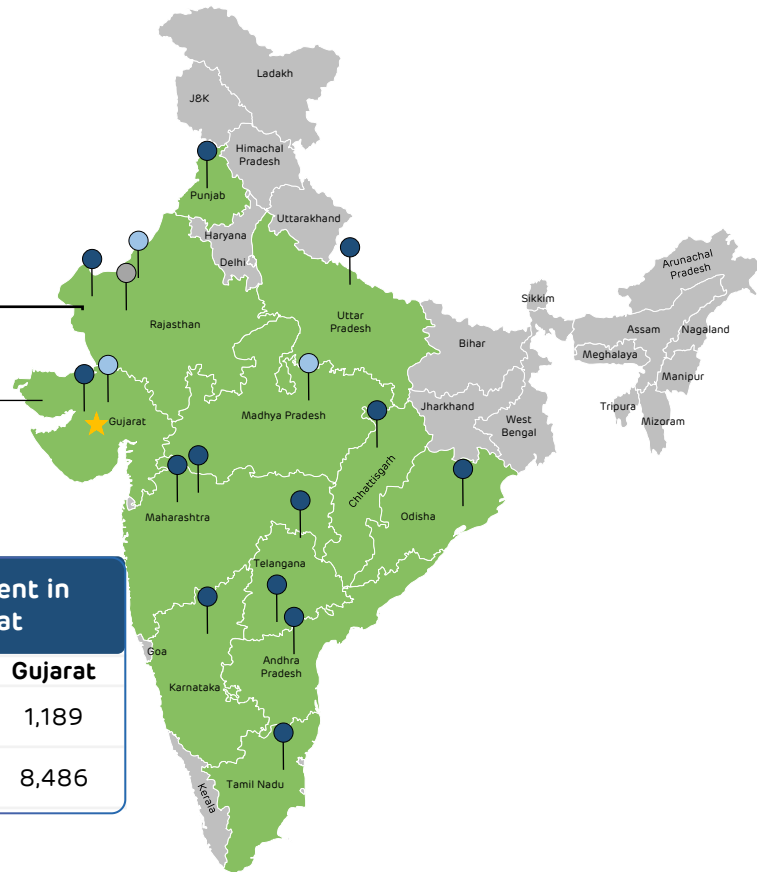 Ladakh
J&K
Himachal
Pradesh
Punjab
Uttarakhand
Haryana
Delhi
Arunachal
Pradesh
Sikkim
Rajasthan
Uttar
Pradesh
Bihar
Assam
Nagaland
Meghalaya
Manipur
Jharkhand
Tripura
Mizoram
West
Bengal
Gujarat
Madhya Pradesh
Chhattisgarh
Maharashtra
Odisha
Telangana
ent in
at
Goa
Gujarat
Andhra
Pradesh
Karnataka
1,189
8,486
Tamil Nadu
Kerala